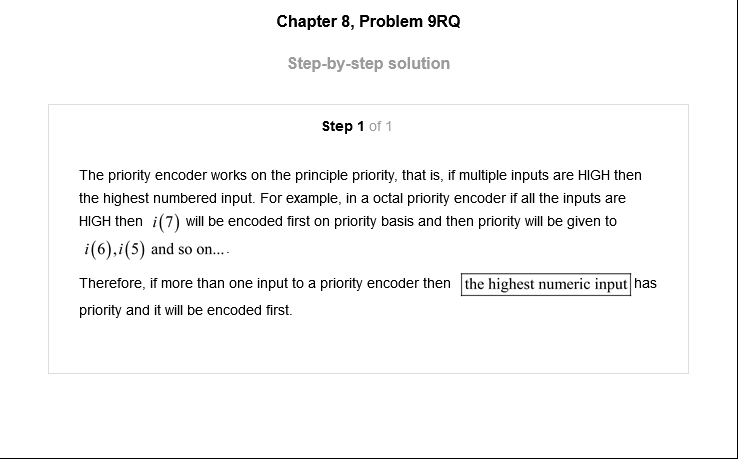 Chapter 8, Problem 9RQ
Step-by-step solution
Step 1 of 1
The priority encoder works on the principle priority, that is, if multiple inputs are HIGH then
the highest numbered input. For example, in a octal priority encoder if all the inputs are
HIGH then i(7) will be encoded first on priority basis and then priority will be given to
i(6),i(5) and so on....
Therefore, if more than one input to a priority encoder then the highest numeric input has
priority and it will be encoded first.